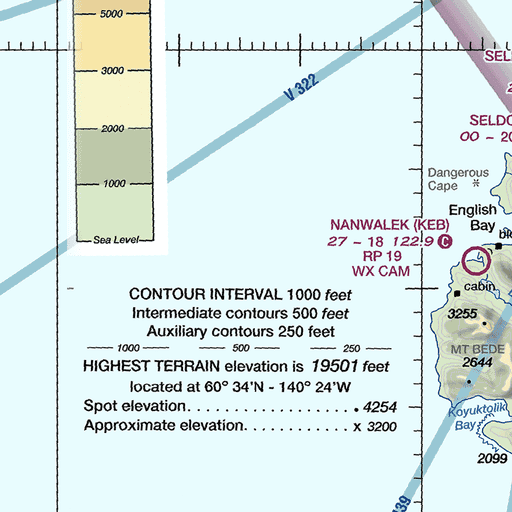 5000
3000
2000
1000
Sea Level
V 322
SEL
SELDO
00 ~ 20
Dangerous
Cape
English
Bay
NANWALEK (KEB)
27 ~ 18 122.9 C
RP 19
WX CAM
cabin
3255
MT BEDE
2644
Koyuktolik
Bay
2099
CONTOUR INTERVAL 1000 feet
Intermediate contours 500 feet
Auxiliary contours 250 feet
1000 500 250
HIGHEST TERRAIN elevation is 19501 feet
located at 60° 34'N - 140° 24'W
Spot elevation. . . . . . . . . . . . . . . . . . . . 4254
Approximate elevation. . . . . . . . . . . . x 3200